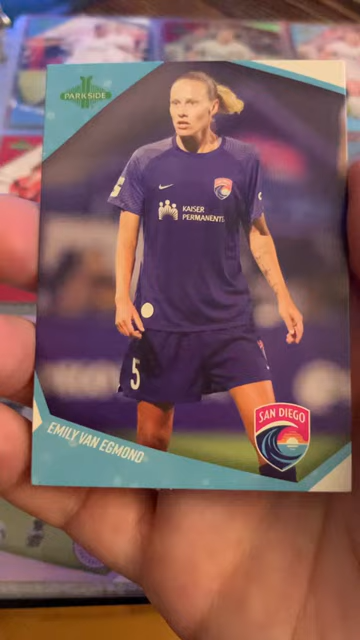 PARKSIDE
KAISER
PERMANENTE
5
SAN DIEGO
EMILY VAN EGMOND